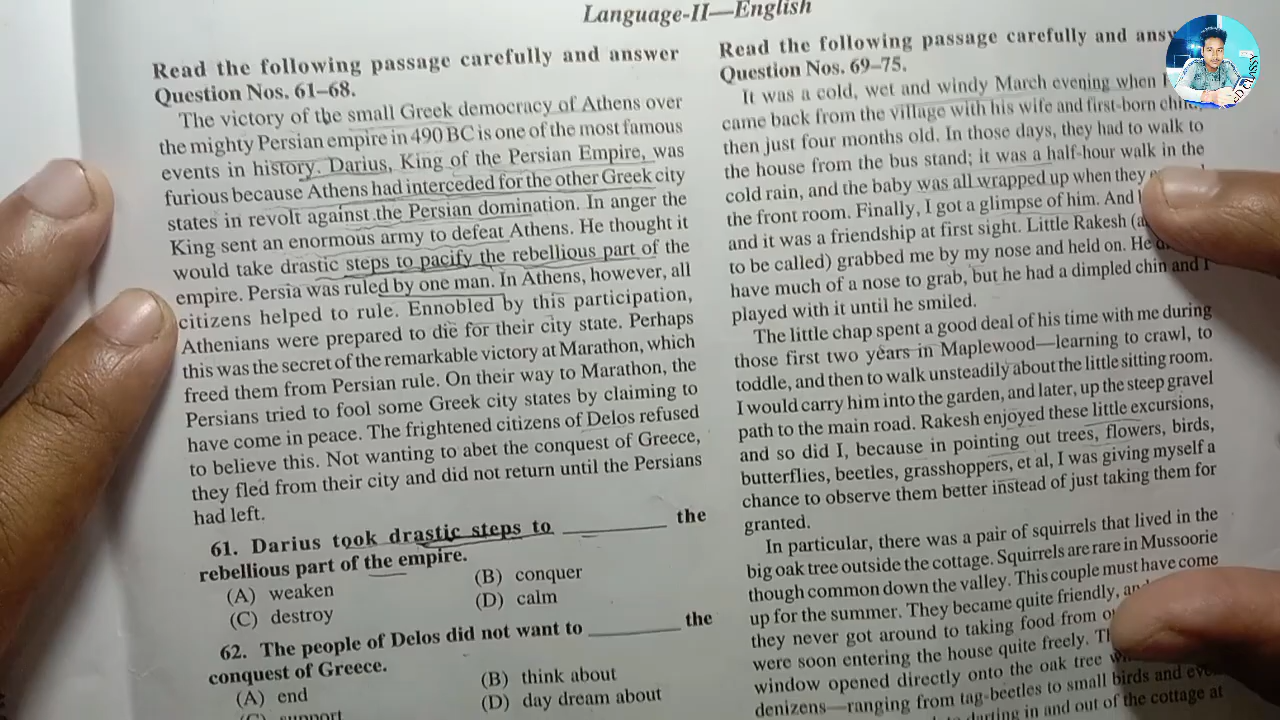 Language-II—English
Read the following passage carefully and answer
Question Nos. 61–68.
The victory of the small Greek democracy of Athens over
the mighty Persian empire in 490 BC is one of the most famous
events in history. Darius, King of the Persian Empire, was
furious because Athens had interceded for the other Greek city
states in revolt against the Persian domination. In anger the
King sent an enormous army to defeat Athens. He thought it
would take drastic steps to pacify the rebellious part of the
empire. Persia was ruled by one man. In Athens, however, all
citizens helped to rule. Ennobled by this participation,
Athenians were prepared to die for their city state. Perhaps
this was the secret of the remarkable victory at Marathon, which
freed them from Persian rule. On their way to Marathon, the
Persians tried to fool some Greek city states by claiming to
have come in peace. The frightened citizens of Delos refused
to believe this. Not wanting to abet the conquest of Greece,
they fled from their city and did not return until the Persians
had left.
61. Darius took drastic steps to ________ the
rebellious part of the empire.
(A) weaken (B) conquer
(C) destroy (D) calm
62. The people of Delos did not want to ________ the
conquest of Greece.
(A) end (B) think about
(C) support (D) day dream about
Read the following passage carefully and
Question Nos. 69–75.
It was a cold, wet and windy March evening when
came back from the village with his wife and first-born child,
then just four months old. In those days, they had to walk to
the house from the bus stand; it was a half-hour walk in the
cold rain, and the baby was all wrapped up when they
the front room. Finally, I got a glimpse of him. And
and it was a friendship at first sight. Little Rakesh
to be called) grabbed me by my nose and held on. He
have much of a nose to grab, but he had a dimpled chin and I
played with it until he smiled.
The little chap spent a good deal of his time with me during
those first two years in Maplewood—learning to crawl, to
toddle, and then to walk unsteadily about the little sitting room.
I would carry him into the garden, and later, up the steep gravel
path to the main road. Rakesh enjoyed these little excursions,
and so did I, because in pointing out trees, flowers, birds,
butterflies, beetles, grasshoppers, et al, I was giving myself a
chance to observe them better instead of just taking them for
granted.
In particular, there was a pair of squirrels that lived in the
big oak tree outside the cottage. Squirrels are rare in Mussoorie
though common down the valley. This couple must have come
up for the summer. They became quite friendly,
they never got around to taking food from
were soon entering the house quite freely.
window opened directly onto the oak tree
denizens—ranging from tag-beetles to small birds and
darting in and out of the cottage at